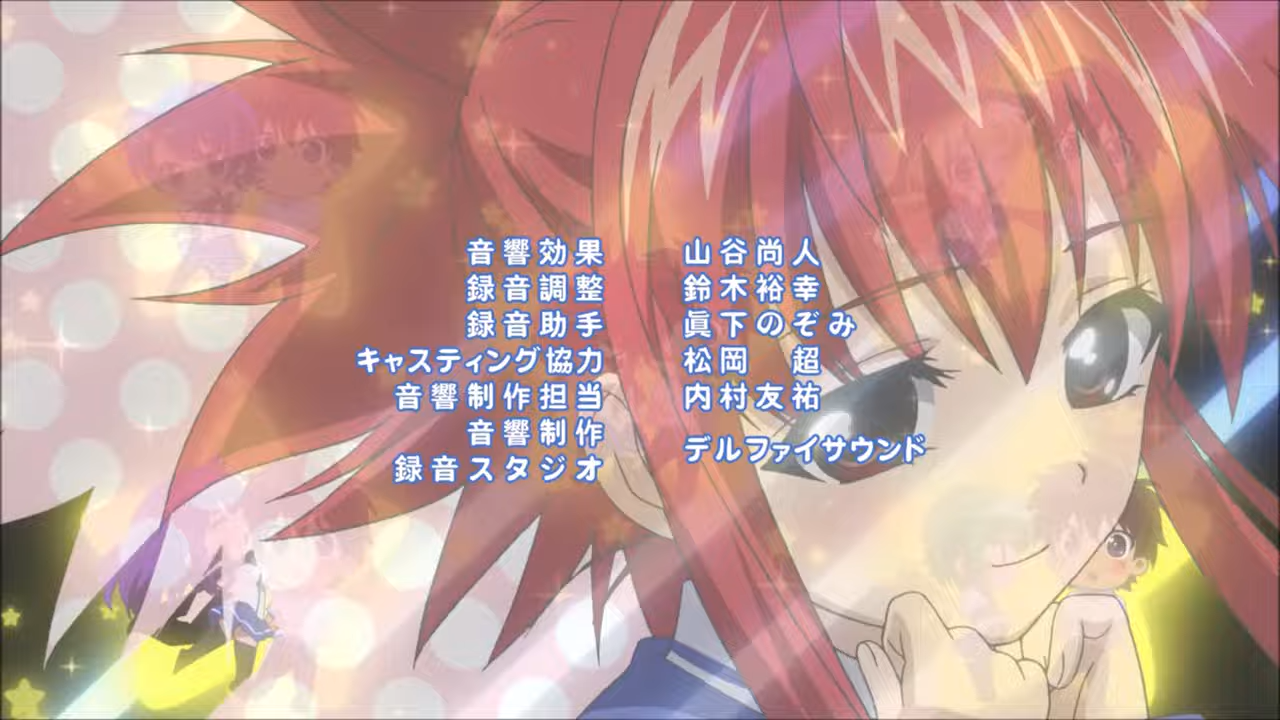 音響効果 山谷尚人
録音調整 鈴木裕幸
録音助手 眞下のぞみ
キャスティング協力 松岡 超
音響制作担当 内村友祐
音響制作
録音スタジオ デルファイサウンド